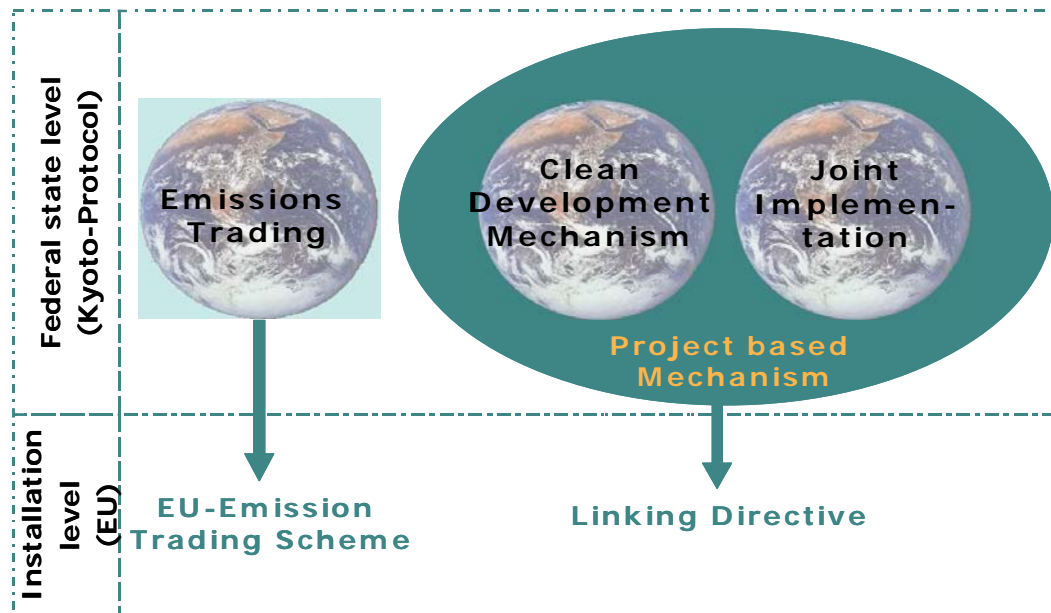 Federal state level
(Kyoto-Protocol)
Emissions
Trading
Clean
Development
Mechanism
Joint
Implemen-
tation
Project based
Mechanism
Installation
level
(EU)
EU-Emission
Trading Scheme
Linking Directive